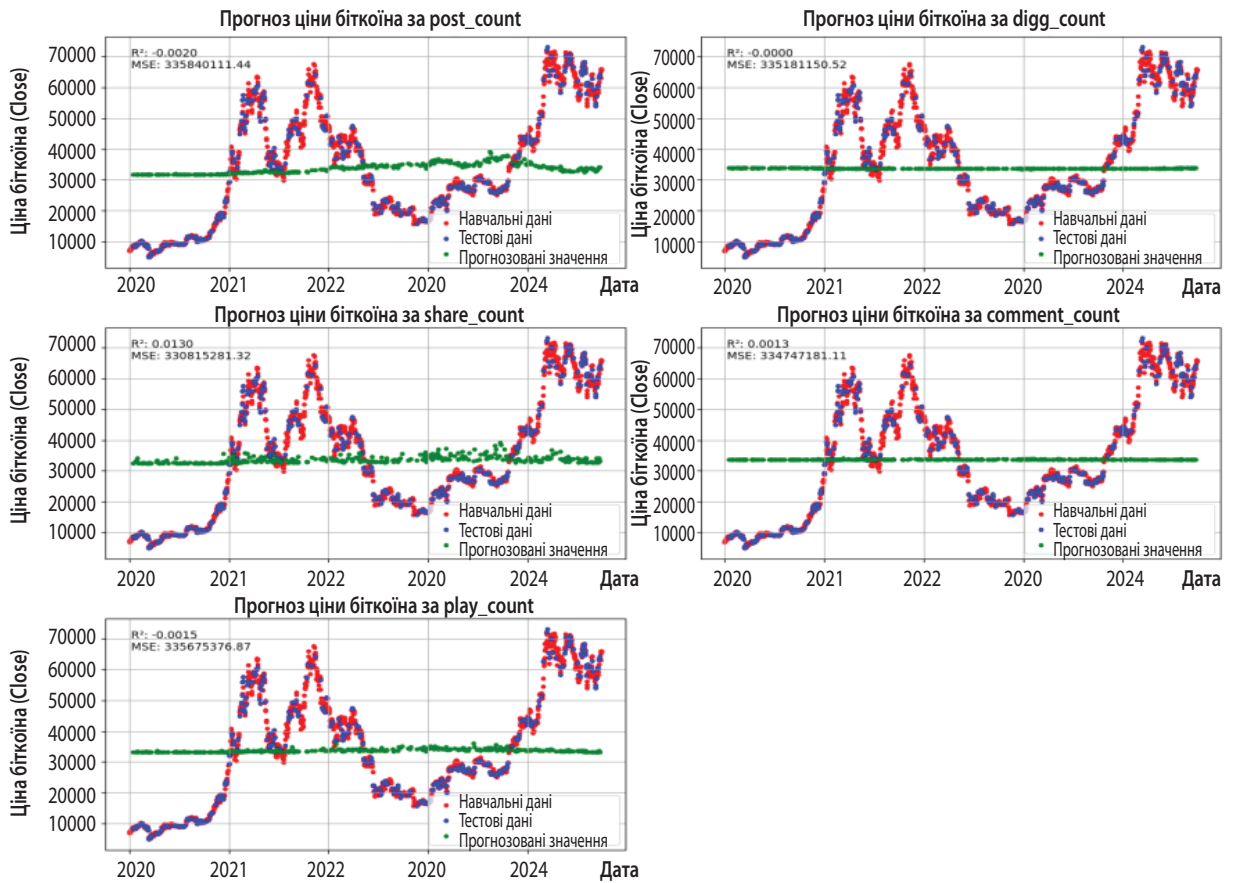 Прогноз ціни біткоїна за post_count
R²: -0.0020
MSE: 335840111.44
Ціна біткоїна (Close)
70000
60000
50000
40000
30000
20000
10000
Навчальні дані
Тестові дані
Прогнозовані значення
2020 2021 2022 2020 2024 Дата
Прогноз ціни біткоїна за digg_count
R²: -0.0000
MSE: 335181150.52
Ціна біткоїна (Close)
70000
60000
50000
40000
30000
20000
10000
Навчальні дані
Тестові дані
Прогнозовані значення
2020 2021 2022 2020 2024 Дата
Прогноз ціни біткоїна за share_count
R²: 0.0130
MSE: 330815281.32
Ціна біткоїна (Close)
70000
60000
50000
40000
30000
20000
10000
Навчальні дані
Тестові дані
Прогнозовані значення
2020 2021 2022 2020 2024 Дата
Прогноз ціни біткоїна за comment_count
R²: 0.0013
MSE: 334747181.11
Ціна біткоїна (Close)
70000
60000
50000
40000
30000
20000
10000
Навчальні дані
Тестові дані
Прогнозовані значення
2020 2021 2022 2020 2024 Дата
Прогноз ціни біткоїна за play_count
R²: -0.0015
MSE: 335675376.87
Ціна біткоїна (Close)
70000
60000
50000
40000
30000
20000
10000
Навчальні дані
Тестові дані
Прогнозовані значення
2020 2021 2022 2020 2024 Дата